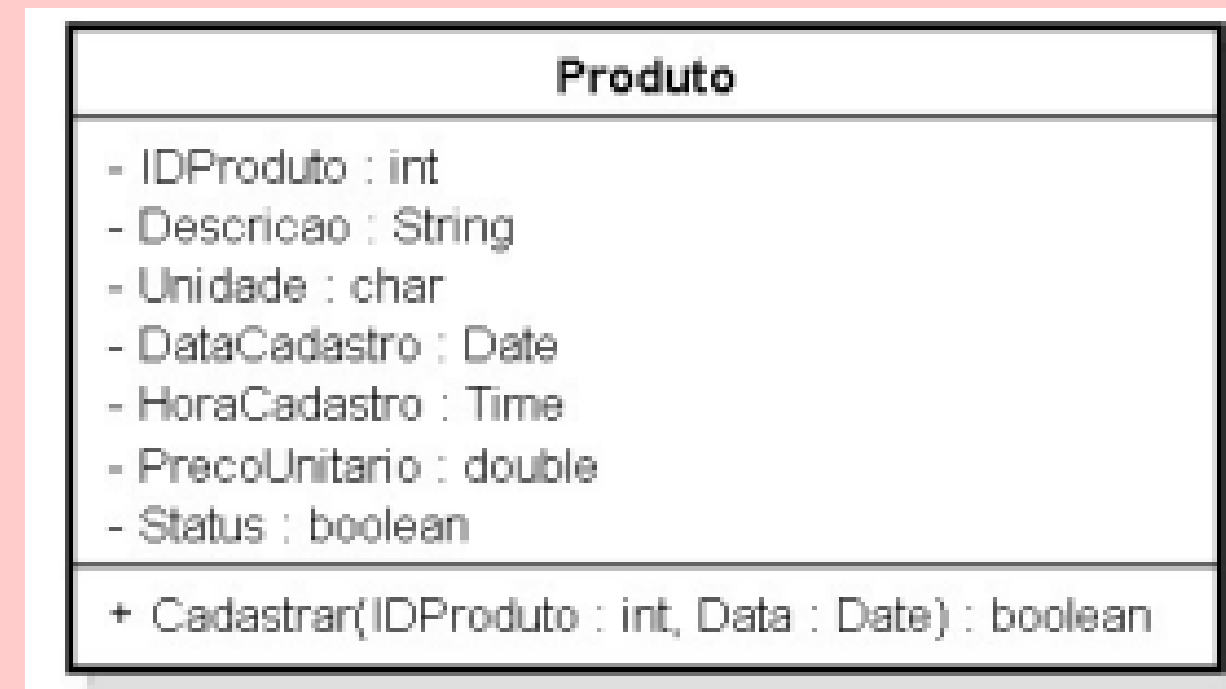 Produto
- IDProduto : int
- Descricao : String
- Unidade : char
- DataCadastro : Date
- HoraCadastro : Time
- PrecoUnitario : double
- Status : boolean
+ Cadastrar(IDProduto : int, Data : Date) : boolean